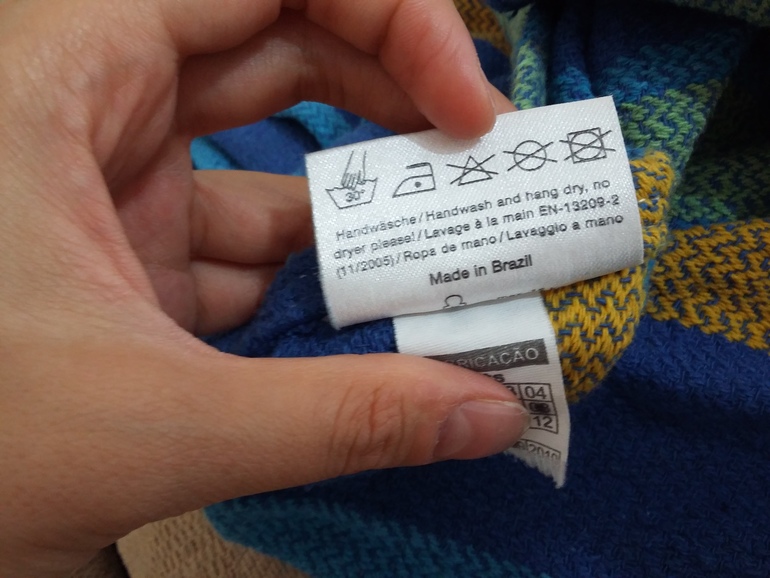 30°
Handwäsche/Handwash and hang dry, no
dryer please!/Lavage à la main EN-13209-2
(11/2005)/Ropa de mano/Lavaggio a mano
Made in Brazil
04
12